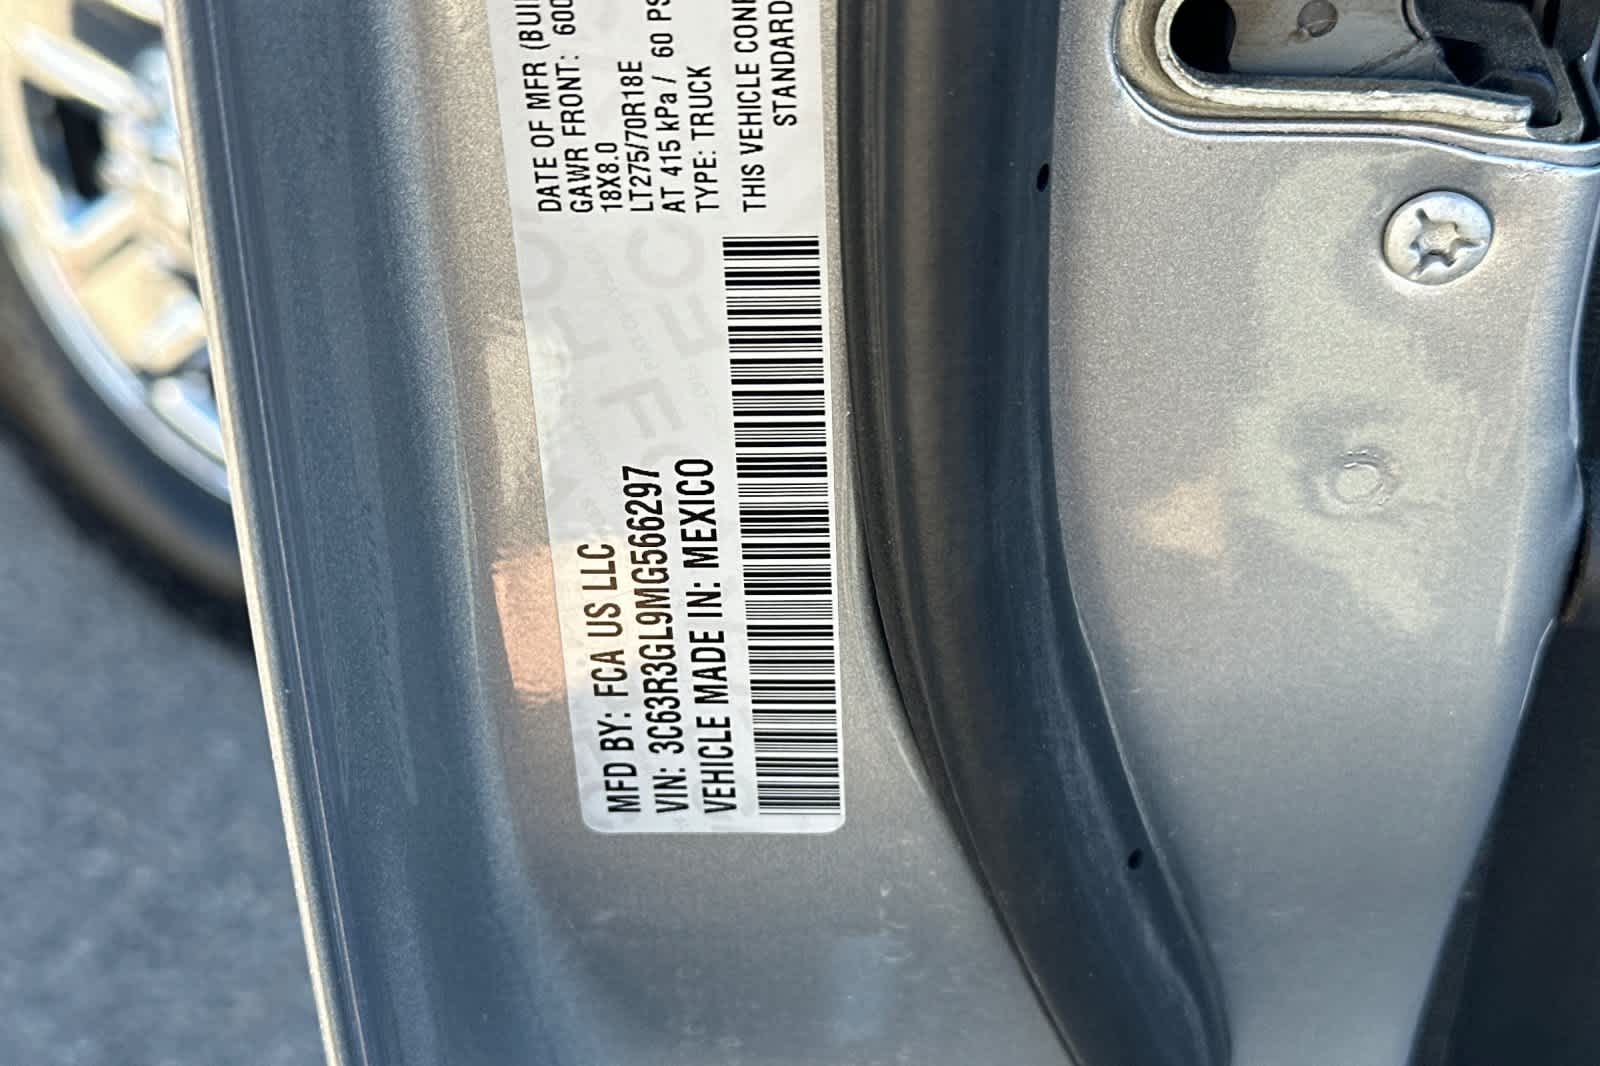 MFD BY: FCA US LLC
VIN: 3C63R3GL9MG566297
VEHICLE MADE IN: MEXICO
DATE OF MFR (BUI
GAWR FRONT: 600
18X8.0
LT275/70R18E
AT 415 kPa / 60 PS
TYPE: TRUCK
THIS VEHICLE CON
STANDARD